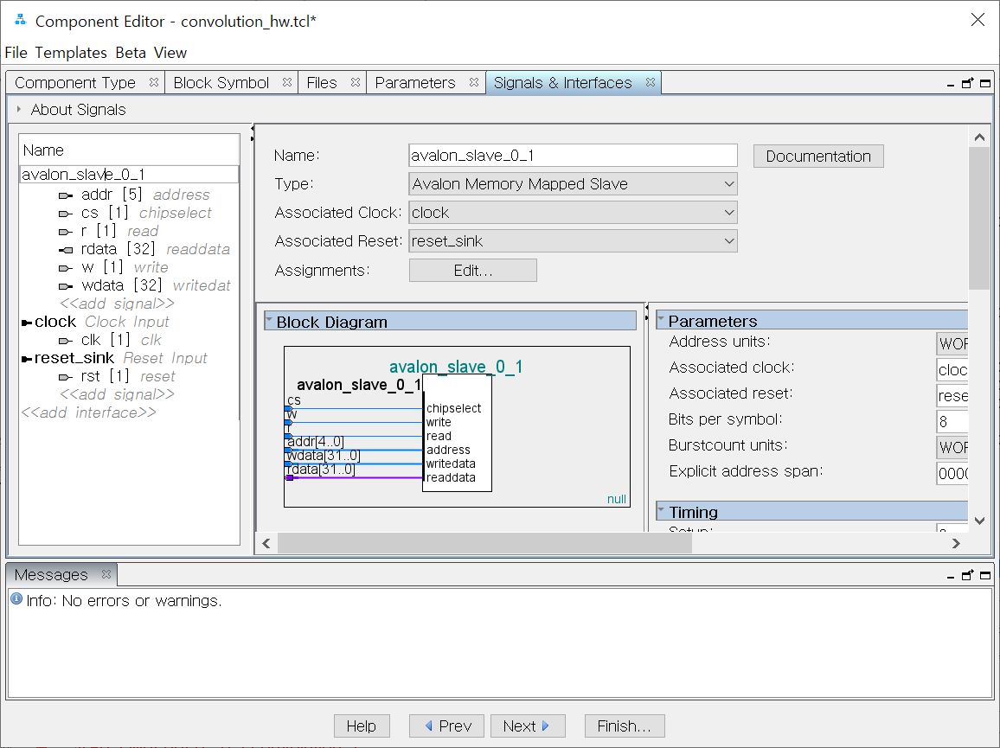 Component Editor - convolution_hw.tcl*
File Templates Beta View
Component Type Block Symbol Files Parameters Signals & Interfaces
About Signals
Name
avalon_slave_0_1
addr [5] address
cs [1] chipselect
r [1] read
rdata [32] readdata
w [1] write
wdata [32] writedat
<<add signal>>
clock Clock Input
clk [1] clk
reset_sink Reset Input
rst [1] reset
<<add signal>>
<<add interface>>
Name: avalon_slave_0_1 Documentation
Type: Avalon Memory Mapped Slave
Associated Clock: clock
Associated Reset: reset_sink
Assignments: Edit...
Block Diagram
avalon_slave_0_1
avalon_slave_0_1
cs chipselect
w write
r read
addr[4..0] address
wdata[31..0] writedata
rdata[31..0] readdata
null
Parameters
Address units:
Associated clock: cloc
Associated reset: rese
Bits per symbol: 8
Burstcount units:
Explicit address span: 000
Timing
Setup:
Messages
Info: No errors or warnings.
Help Prev Next Finish...